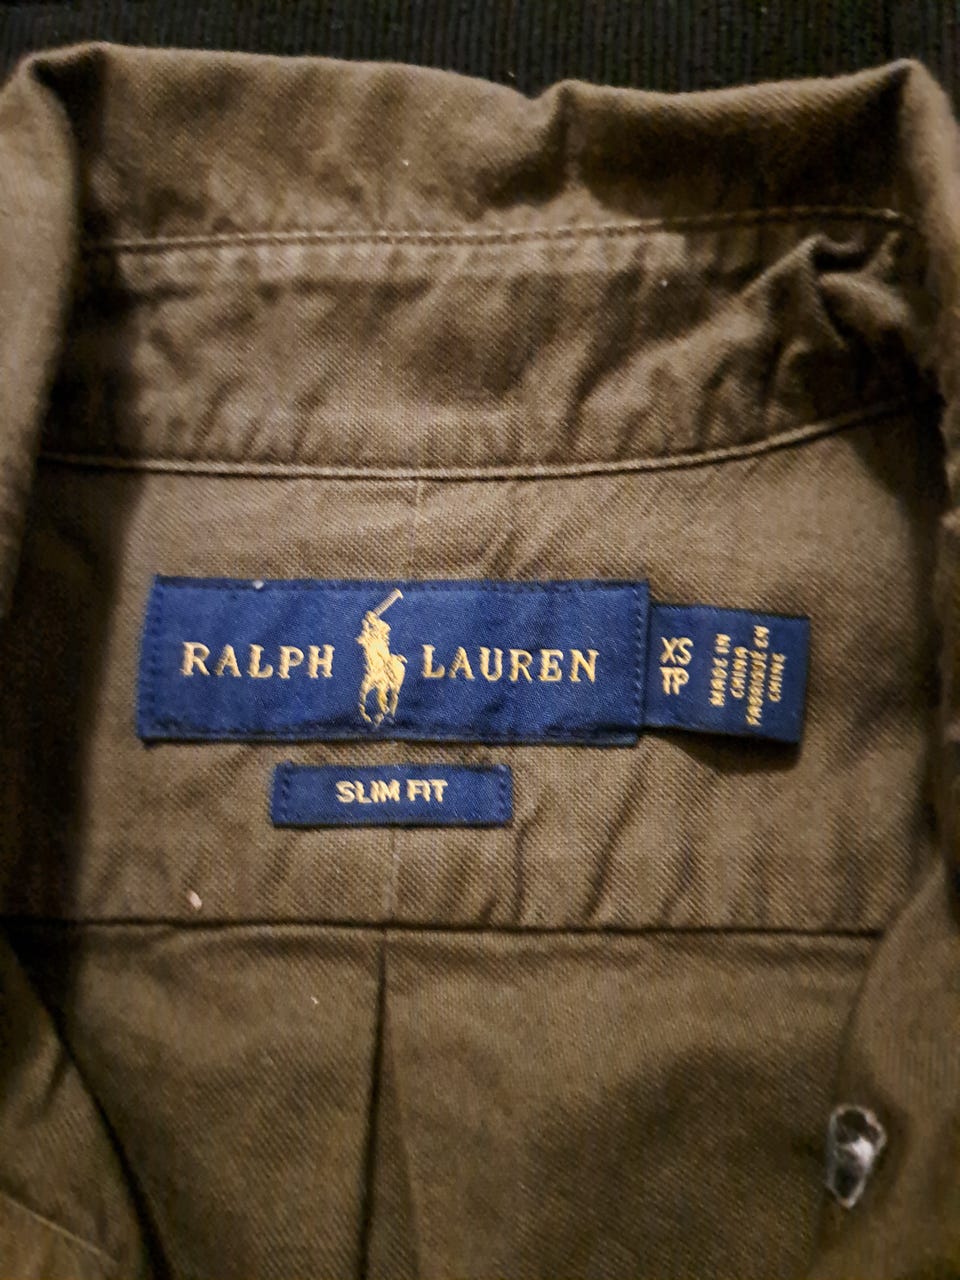 RALPH LAUREN
XS
TP
MADE IN
CHINA
FABRIQUÉ EN
CHINE
SLIM FIT